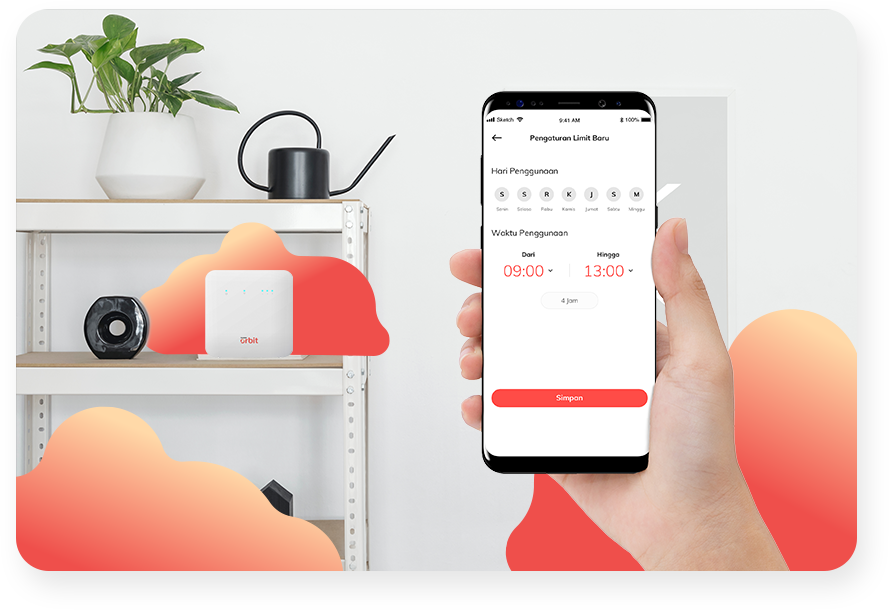 Sketch 9:41 AM 100%
Pengaturan Limit Baru
Hari Penggunaan
S S R K J S M
Senin Selasa Rabu Kamis Jumat Sabtu Minggu
Waktu Penggunaan
Dari Hingga
09:00 13:00
4 Jam
Simpan
orbit